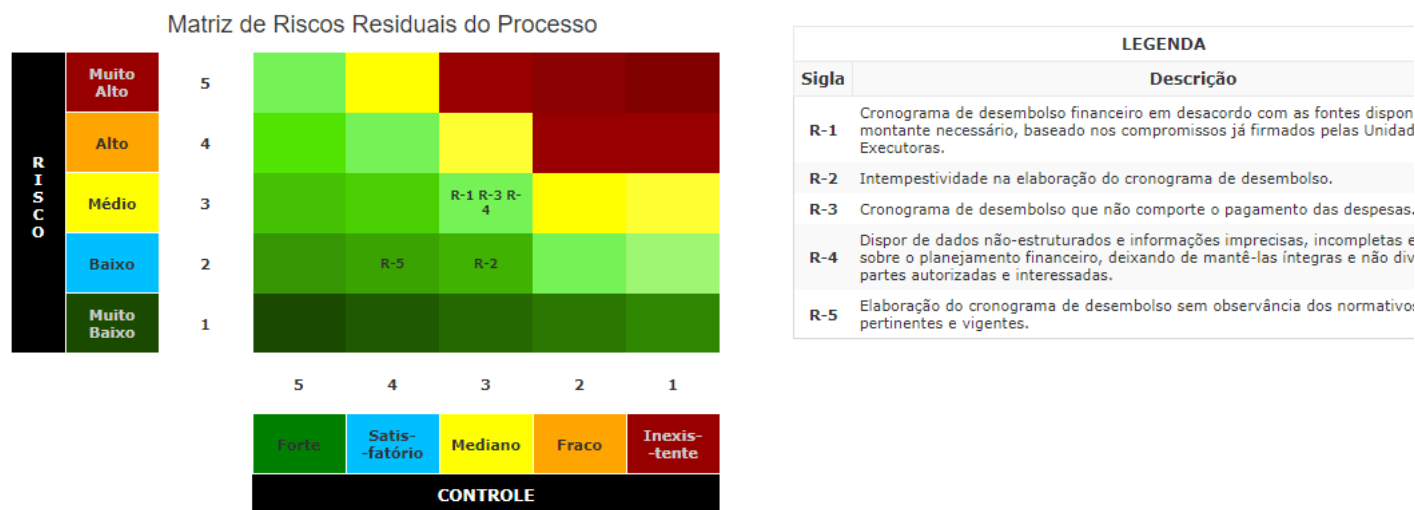 Matriz de Riscos Residuais do Processo
RISCO
Muito
Alto
5
Alto
4
Médio
3
R-1 R-3 R-
4
Baixo
2
R-5
R-2
Muito
Baixo
1
5 4 3 2 1
Forte
Satis-
-fatório
Mediano
Fraco
Inexis-
-tente
CONTROLE
LEGENDA
Sigla Descrição
R-1
Cronograma de desembolso financeiro em desacordo com as fontes dispon
montante necessário, baseado nos compromissos já firmados pelas Unidad
Executoras.
R-2 Intempestividade na elaboração do cronograma de desembolso.
R-3 Cronograma de desembolso que não comporte o pagamento das despesas.
R-4
Dispor de dados não-estruturados e informações imprecisas, incompletas e
sobre o planejamento financeiro, deixando de mantê-las íntegras e não div
partes autorizadas e interessadas.
R-5
Elaboração do cronograma de desembolso sem observância dos normativos
pertinentes e vigentes.